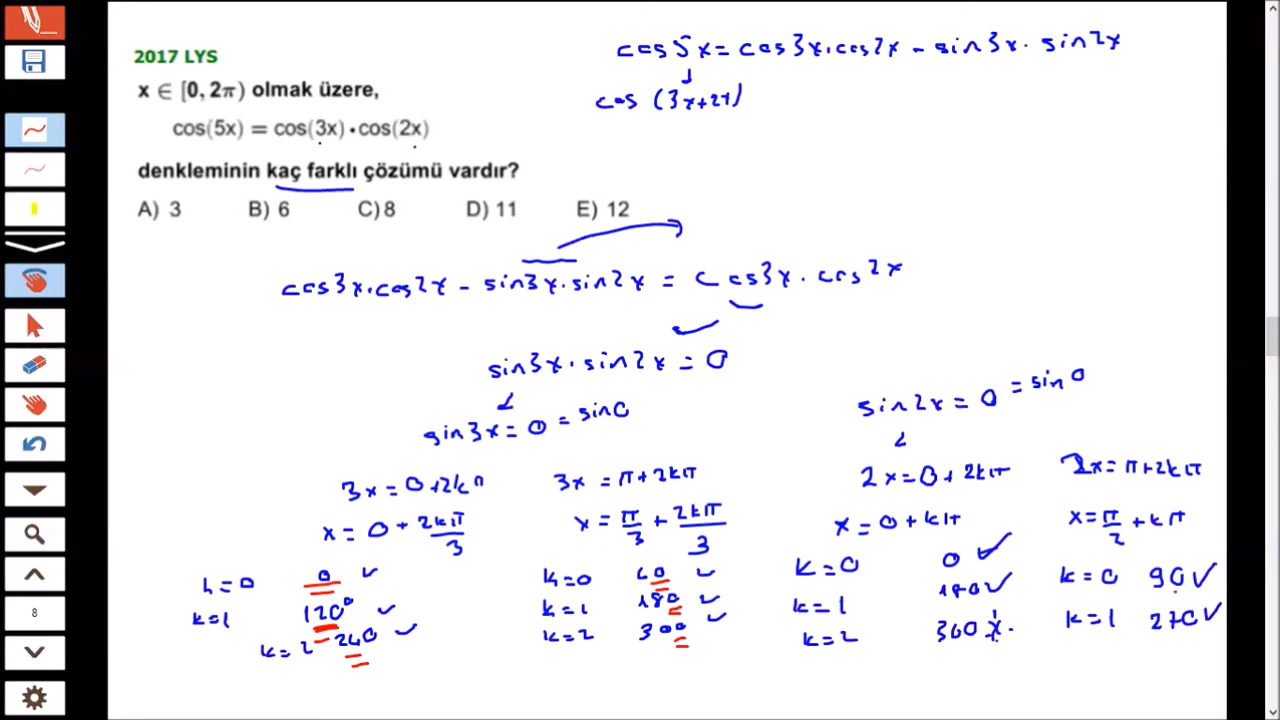 2017 LYS
x ∈ [0, 2π) olmak üzere,
cos(5x) = cos(3x) • cos(2x)
denkleminin kaç farklı çözümü vardır?
A) 3 B) 6 C) 8 D) 11 E) 12
cos5x = cos3x.cos2x - sin3x. sin2x
cos (3x+2x)
cos3x.cos2x - sin3x.sin2x = cos3x. cos2x
sin3x. sin2x = 0
sin3x = 0 = sin0
sin2x = 0 = sin0
3x = 0+2kπ
3x = π+2kπ
2x = 0+2kπ
2x = π+2kπ
x = 0 + 2kπ/3
x = π/3 + 2kπ/3
x = 0+kπ
x = π/2 + kπ
k=0 0 ✓
k=1 120° ✓
k=2 240 ✓
k=0 60 ✓
k=1 180 ✓
k=2 300 ✓
k=0 0 ✓
k=1 180 ✓
k=2 360 x.
k=0 90 ✓
k=1 270 ✓
8